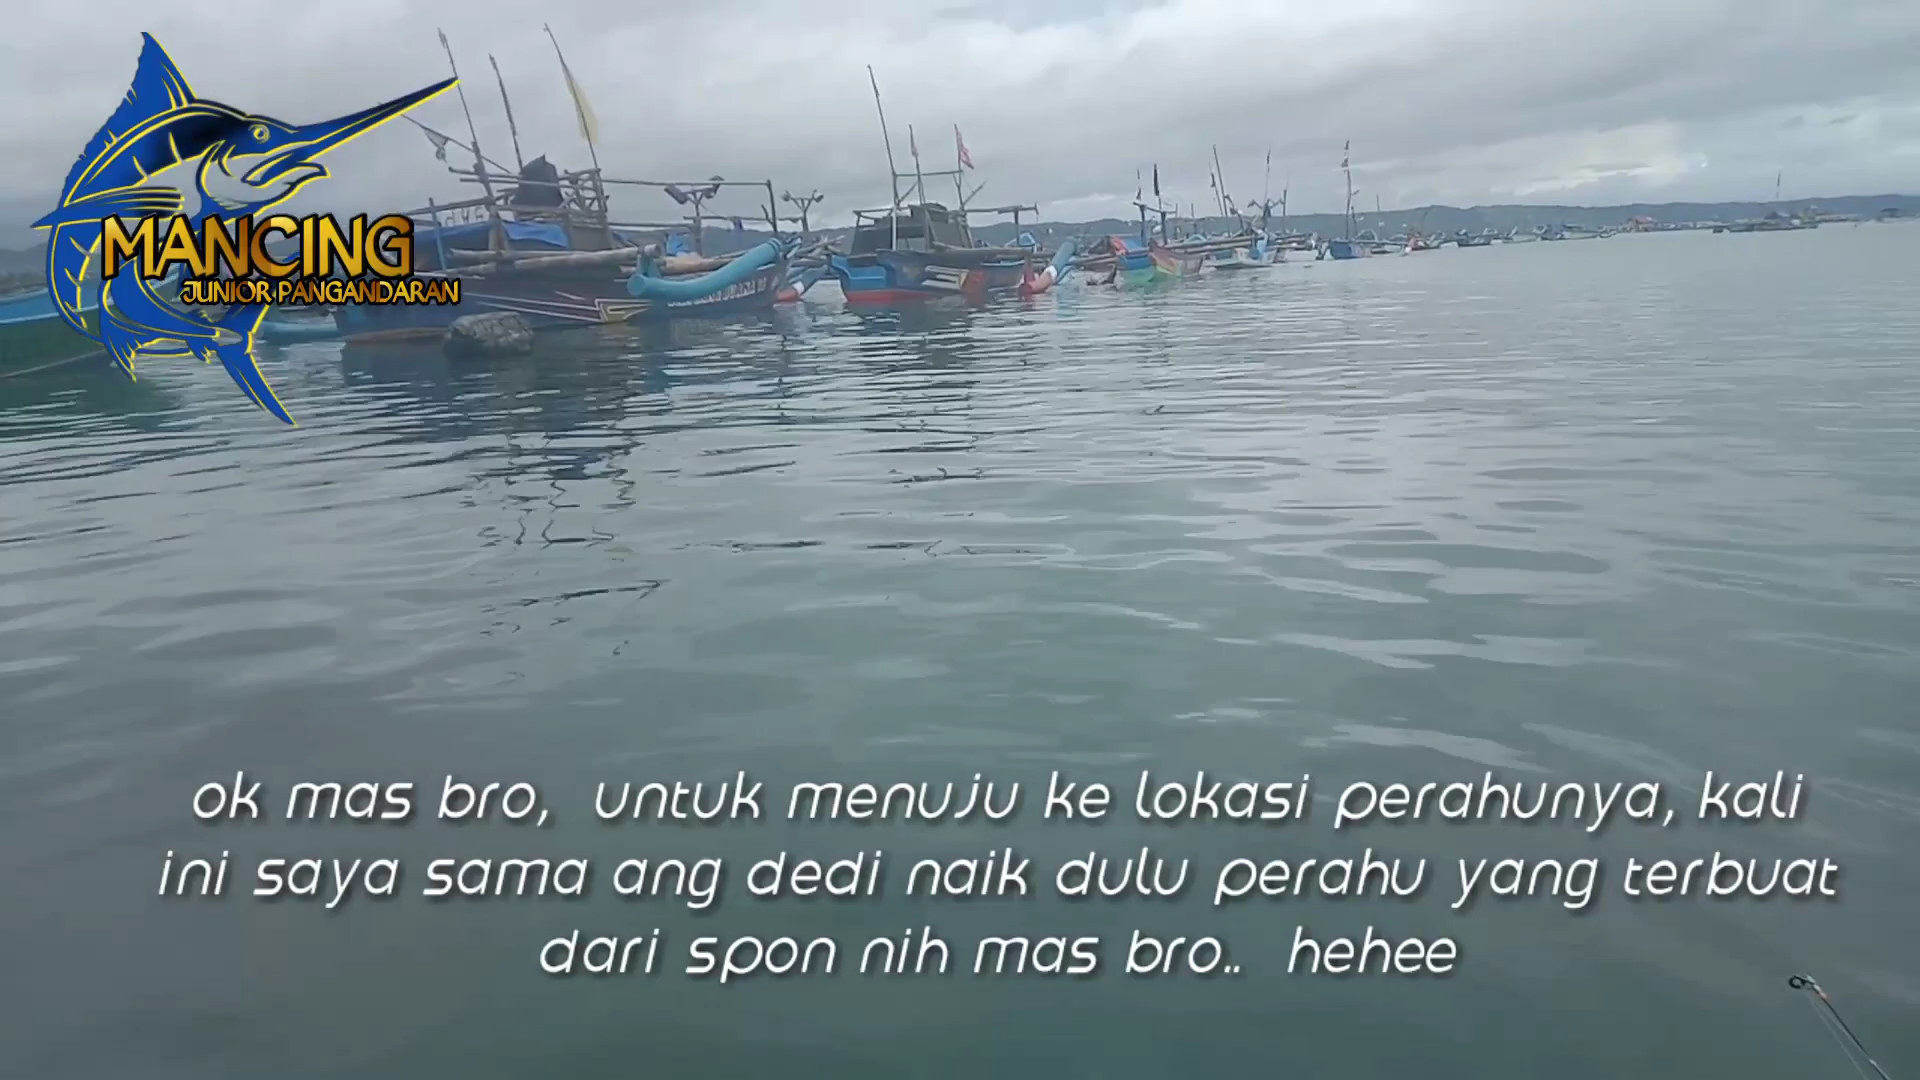 MANCING
JUNIOR PANGANDARAN
ok mas bro, untuk menuju ke lokasi perahunya, kali
ini saya sama ang dedi naik dulu perahu yang terbuat
dari spon nih mas bro.. hehee